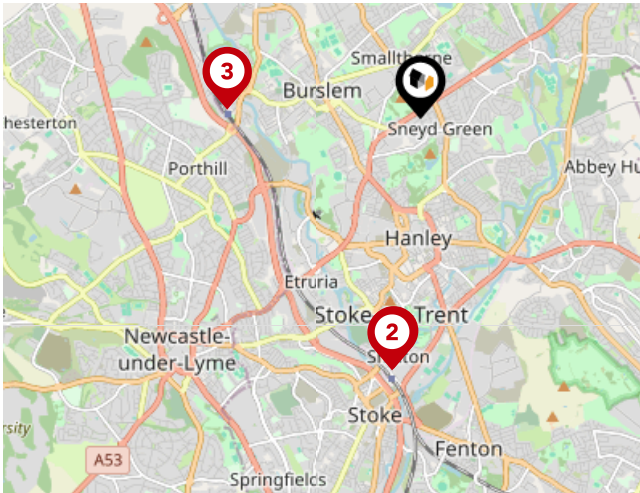 3
Smallthorne
Burslem
hesterton
Sneyd Green
Porthill
Abbey Hu
Hanley
Etruria
Stoke Trent
2
Newcastle-
under-Lyme
Stoke
A53
rsity
Fenton
Springfields